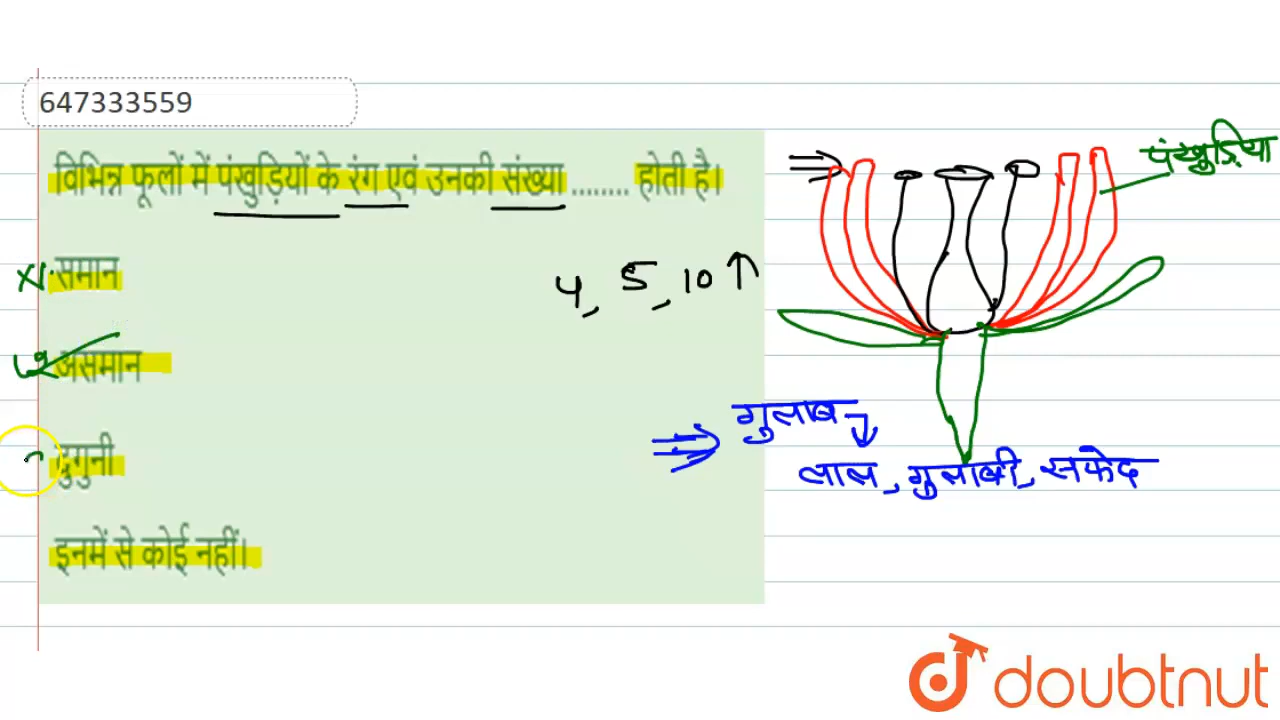 647333559
विभिन्न फूलों में पंखुड़ियों के रंग एवं उनकी संख्या ........ होती है।
पंखुड़िया
समान
4, 5, 10 ↑
असमान
दुगुनी
गुलाब
लाल, गुलाबी, सफेद
इनमें से कोई नहीं।
doubtnut